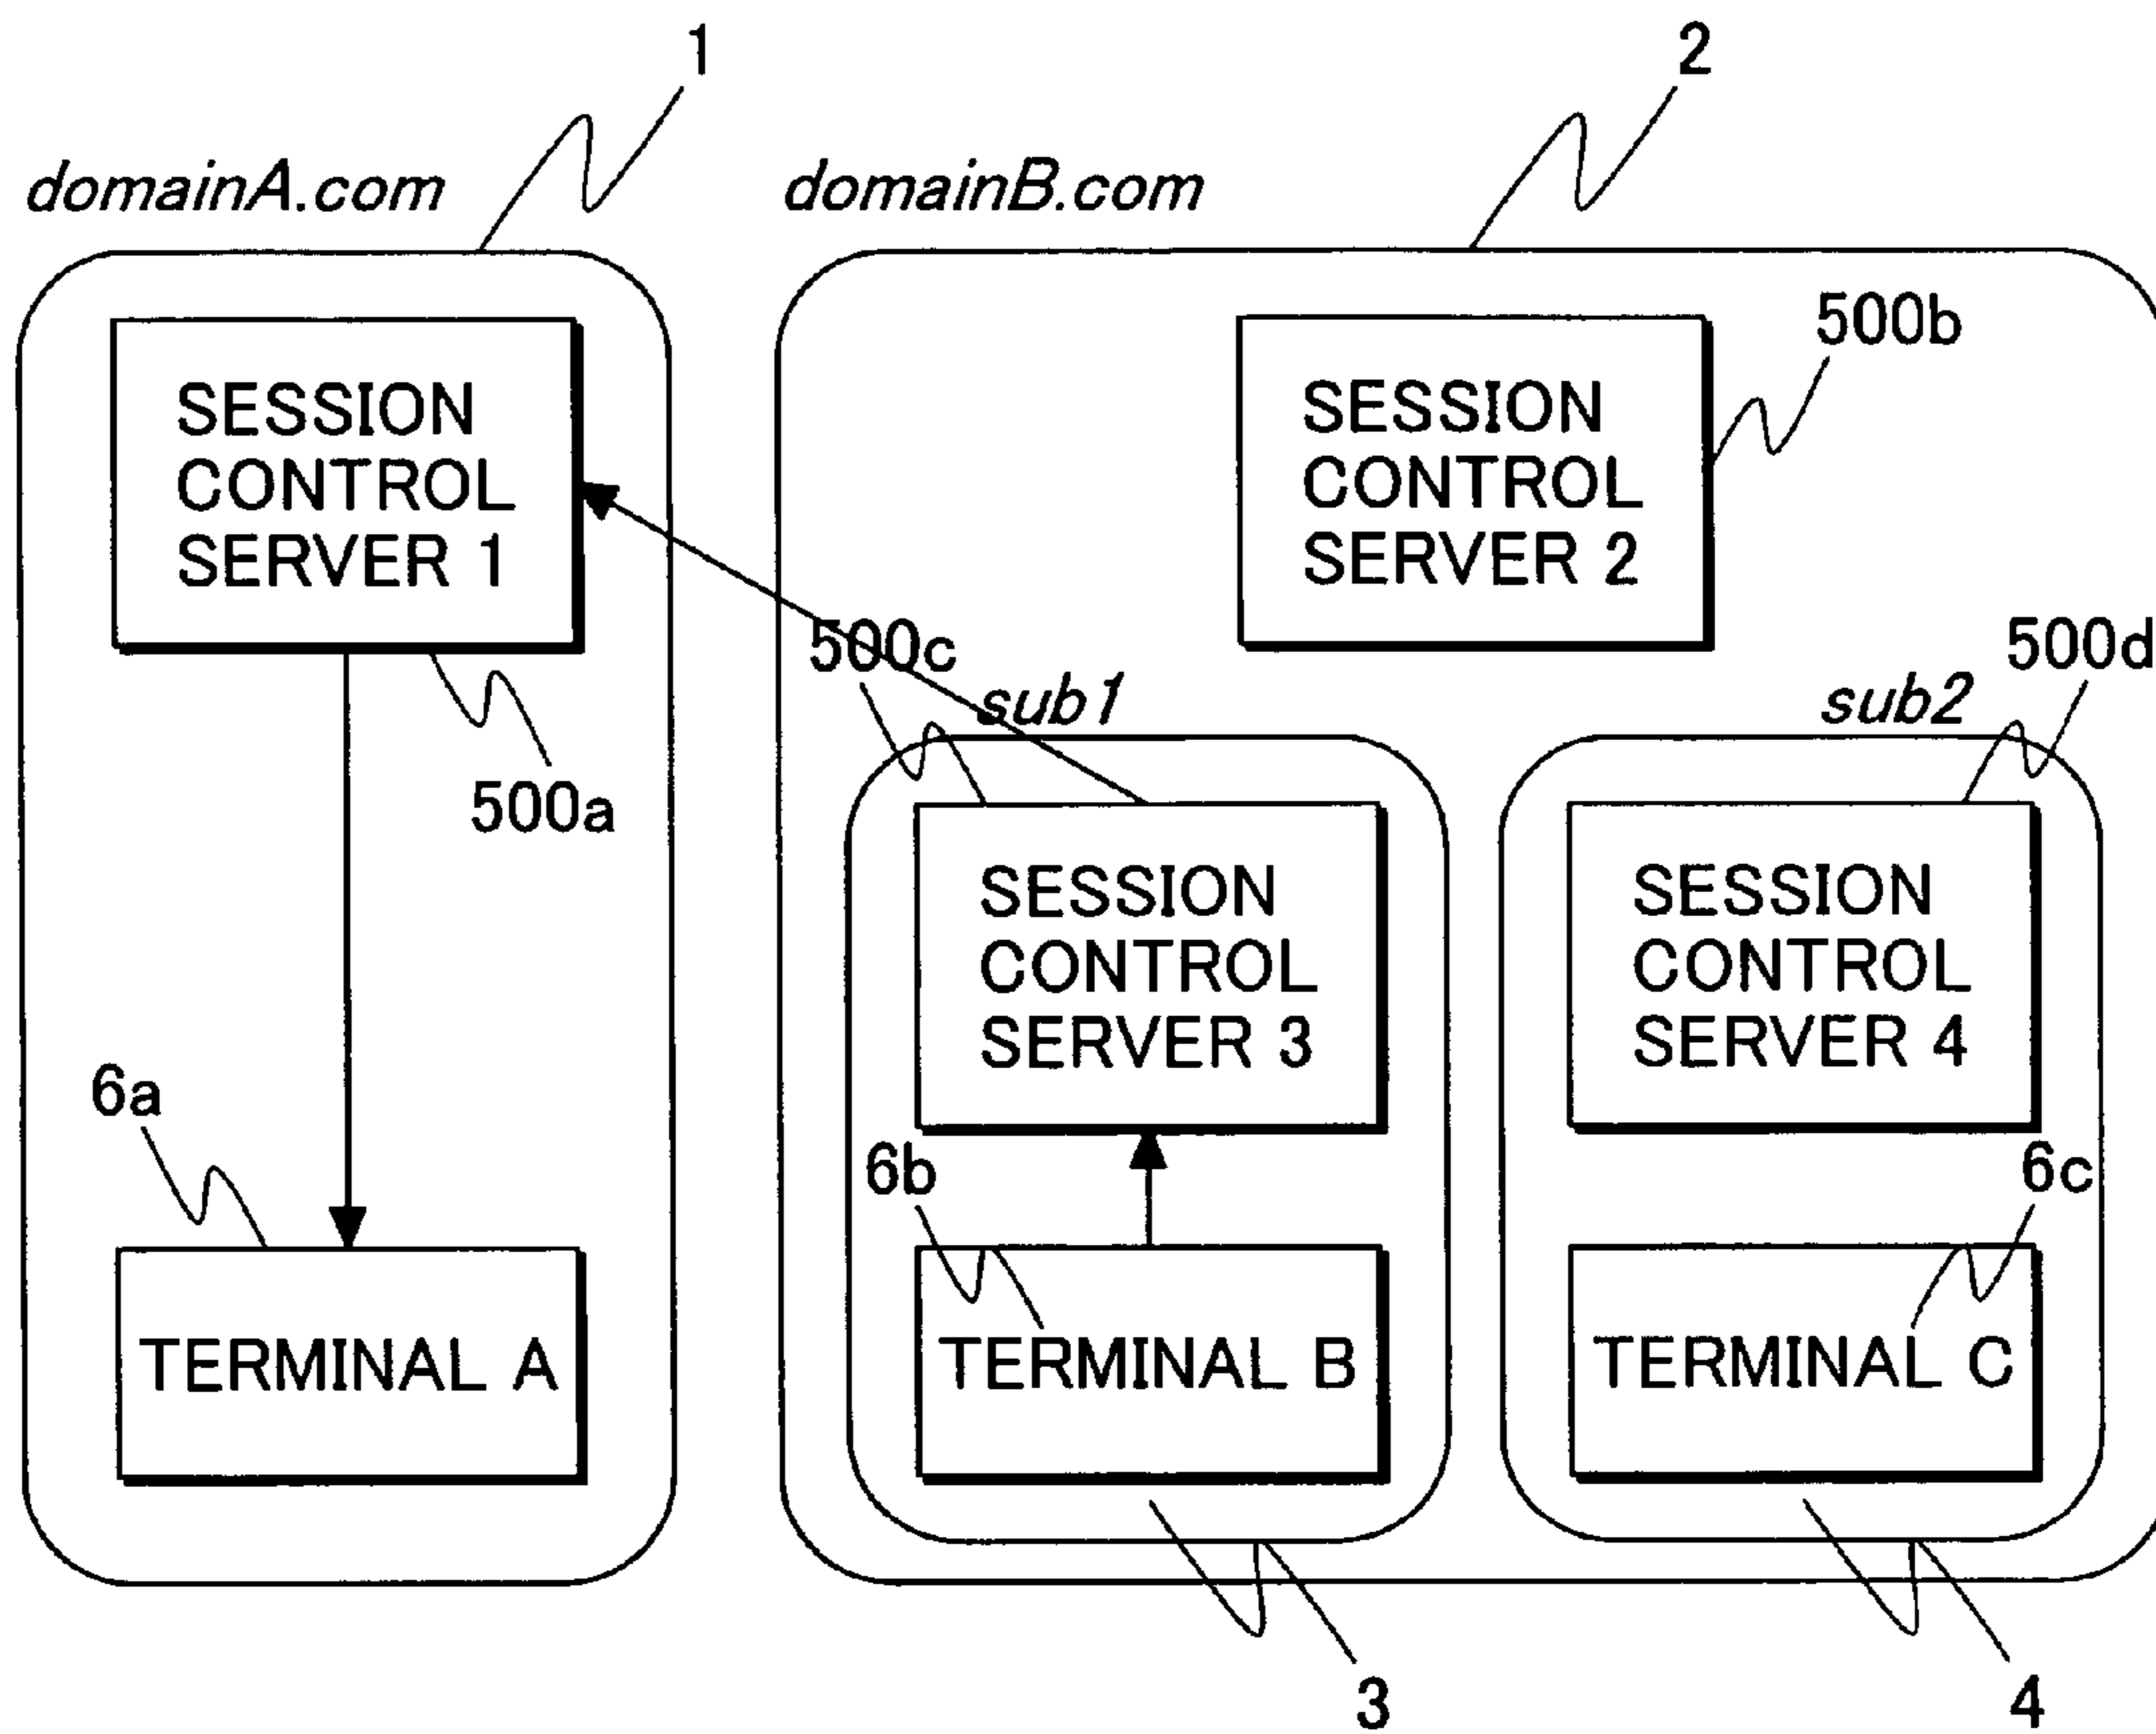 1
2
domainA.com
domainB.com
SESSION
CONTROL
SERVER 1
500a
SESSION
CONTROL
SERVER 2
500b
500c
sub1
sub2
500d
SESSION
CONTROL
SERVER 3
SESSION
CONTROL
SERVER 4
6a
6b
6c
TERMINAL A
TERMINAL B
TERMINAL C
3
4